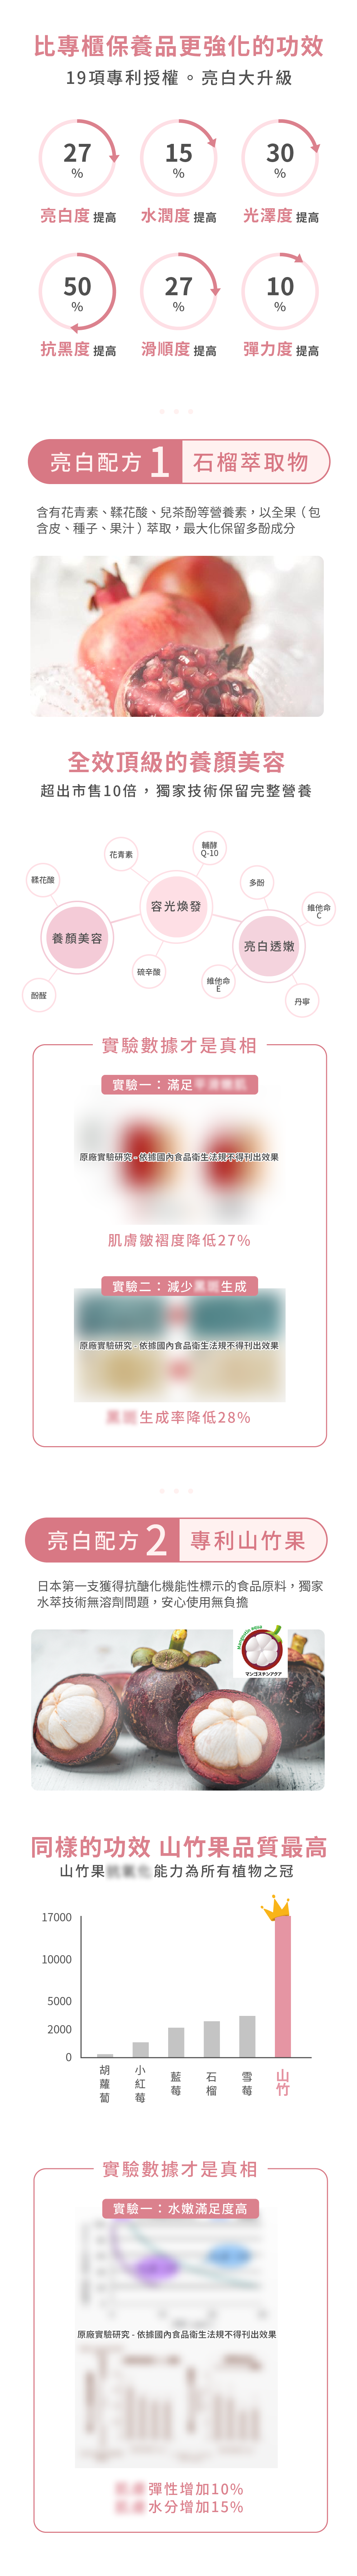 比專櫃保養品更強化的功效
19項專利授權。亮白大升級
27
%
亮白度 提高
15
%
水潤度 提高
30
%
光澤度 提高
50
%
抗黑度 提高
27
%
滑順度 提高
10
%
彈力度 提高
亮白配方 1 石榴萃取物
含有花青素、鞣花酸、兒茶酚等營養素，以全果（包
含皮、種子、果汁）萃取，最大化保留多酚成分
全效頂級的養顏美容
超出市售10倍，獨家技術保留完整營養
輔酵
Q-10
花青素
鞣花酸
多酚
維他命
C
容光煥發
養顏美容
亮白透嫩
硫辛酸
維他命
E
酚醛
丹寧
實驗數據才是真相
實驗一：滿足
原廠實驗研究 - 依據國內食品衛生法規不得刊出效果
肌膚皺褶度降低27%
實驗二：減少 生成
原廠實驗研究 - 依據國內食品衛生法規不得刊出效果
生成率降低28%
亮白配方 2 專利山竹果
日本第一支獲得抗醣化機能性標示的食品原料，獨家
水萃技術無溶劑問題，安心使用無負擔
マンゴスチンアクア
同樣的功效 山竹果品質最高
山竹果 能力為所有植物之冠
17000
10000
5000
2000
0
胡蘿蔔
小紅莓
藍莓
石榴
雪莓
山竹
實驗數據才是真相
實驗一：水嫩滿足度高
原廠實驗研究 - 依據國內食品衛生法規不得刊出效果
彈性增加10%
水分增加15%